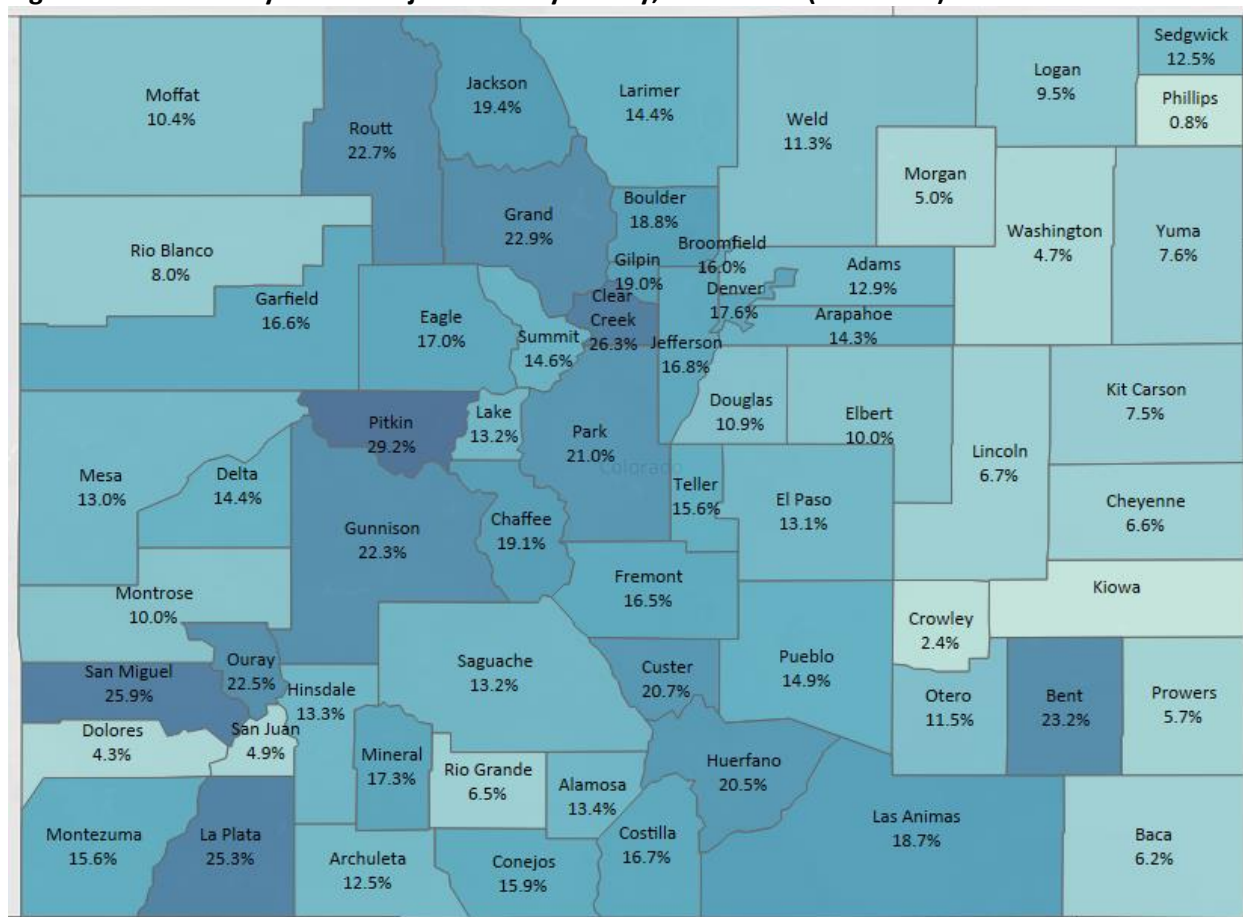 Moffat
10.4%
Routt
22.7%
Jackson
19.4%
Larimer
14.4%
Weld
11.3%
Logan
9.5%
Sedgwick
12.5%
Phillips
0.8%
Morgan
5.0%
Washington
4.7%
Yuma
7.6%
Rio Blanco
8.0%
Grand
22.9%
Boulder
18.8%
Broomfield
16.0%
Gilpin
19.0%
Adams
12.9%
Denver
17.6%
Clear
Creek
26.3%
Arapahoe
14.3%
Garfield
16.6%
Eagle
17.0%
Summit
14.6%
Jefferson
16.8%
Douglas
10.9%
Elbert
10.0%
Kit Carson
7.5%
Pitkin
29.2%
Lake
13.2%
Park
21.0%
Colorado
Lincoln
6.7%
Mesa
13.0%
Delta
14.4%
Teller
15.6%
El Paso
13.1%
Cheyenne
6.6%
Gunnison
22.3%
Chaffee
19.1%
Fremont
16.5%
Kiowa
Montrose
10.0%
Crowley
2.4%
San Miguel
25.9%
Ouray
22.5%
Hinsdale
13.3%
Saguache
13.2%
Custer
20.7%
Pueblo
14.9%
Otero
11.5%
Bent
23.2%
Prowers
5.7%
Dolores
4.3%
San Juan
4.9%
Mineral
17.3%
Rio Grande
6.5%
Alamosa
13.4%
Huerfano
20.5%
Montezuma
15.6%
La Plata
25.3%
Archuleta
12.5%
Conejos
15.9%
Costilla
16.7%
Las Animas
18.7%
Baca
6.2%